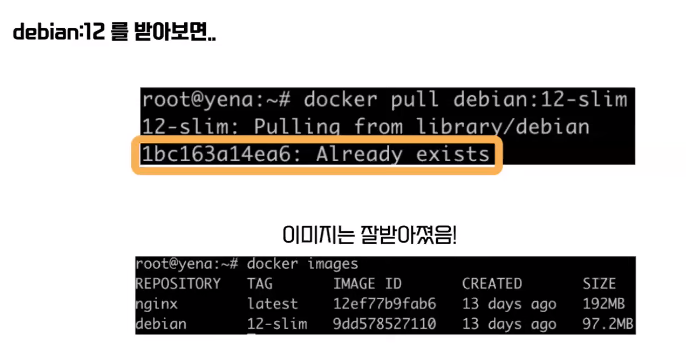 debian:12 를 받아보면..
root@yena:~# docker pull debian:12-slim
12-slim: Pulling from library/debian
1bc163a14ea6: Already exists
이미지는 잘받아졌음!
root@yena:~# docker images
REPOSITORY TAG IMAGE ID CREATED SIZE
nginx latest 12ef77b9fab6 13 days ago 192MB
debian 12-slim 9dd578527110 13 days ago 97.2MB